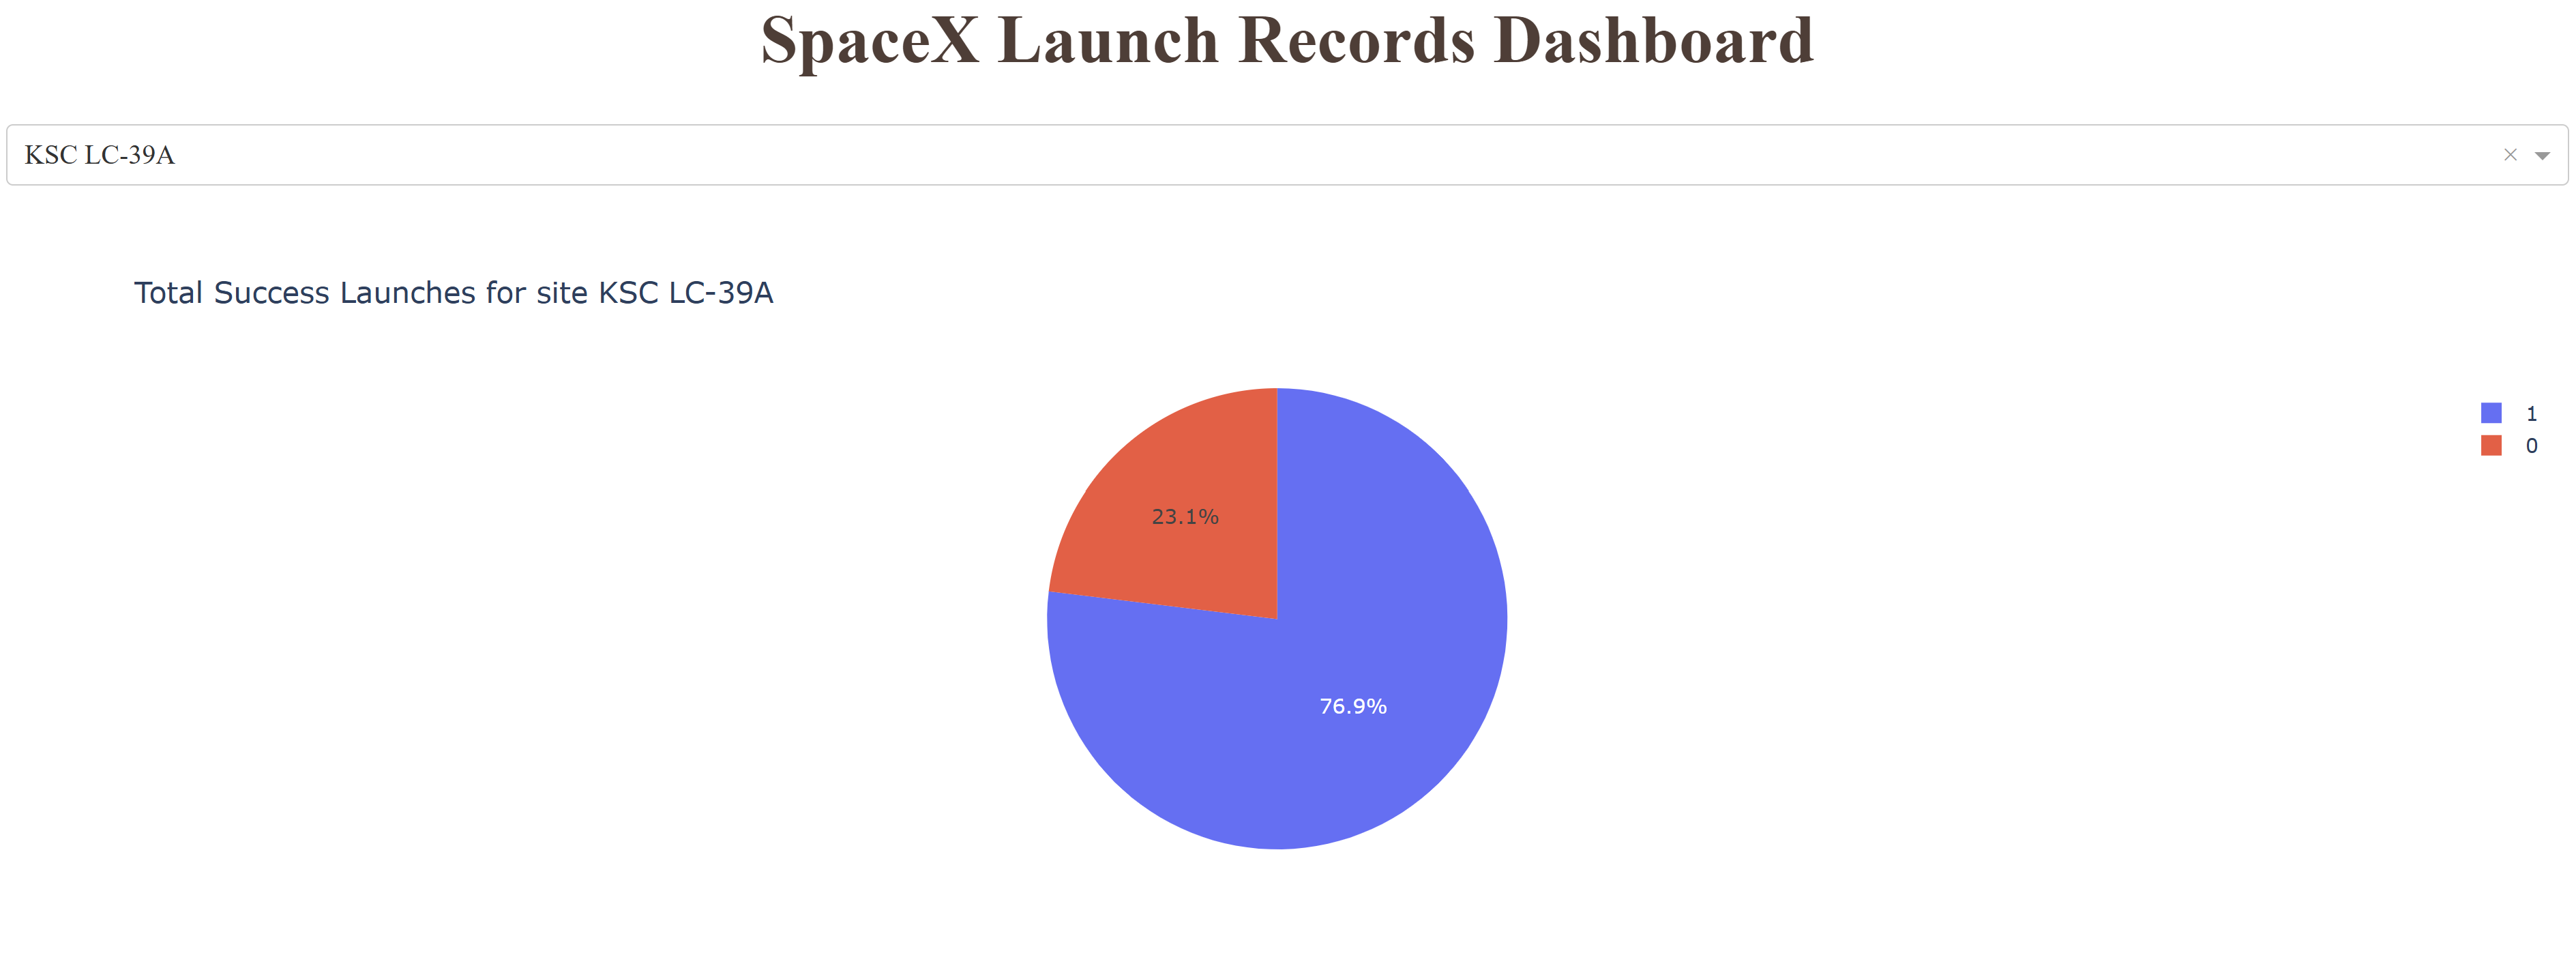 SpaceX Launch Records Dashboard
KSC LC-39A
Total Success Launches for site KSC LC-39A
1
0
23.1%
76.9%